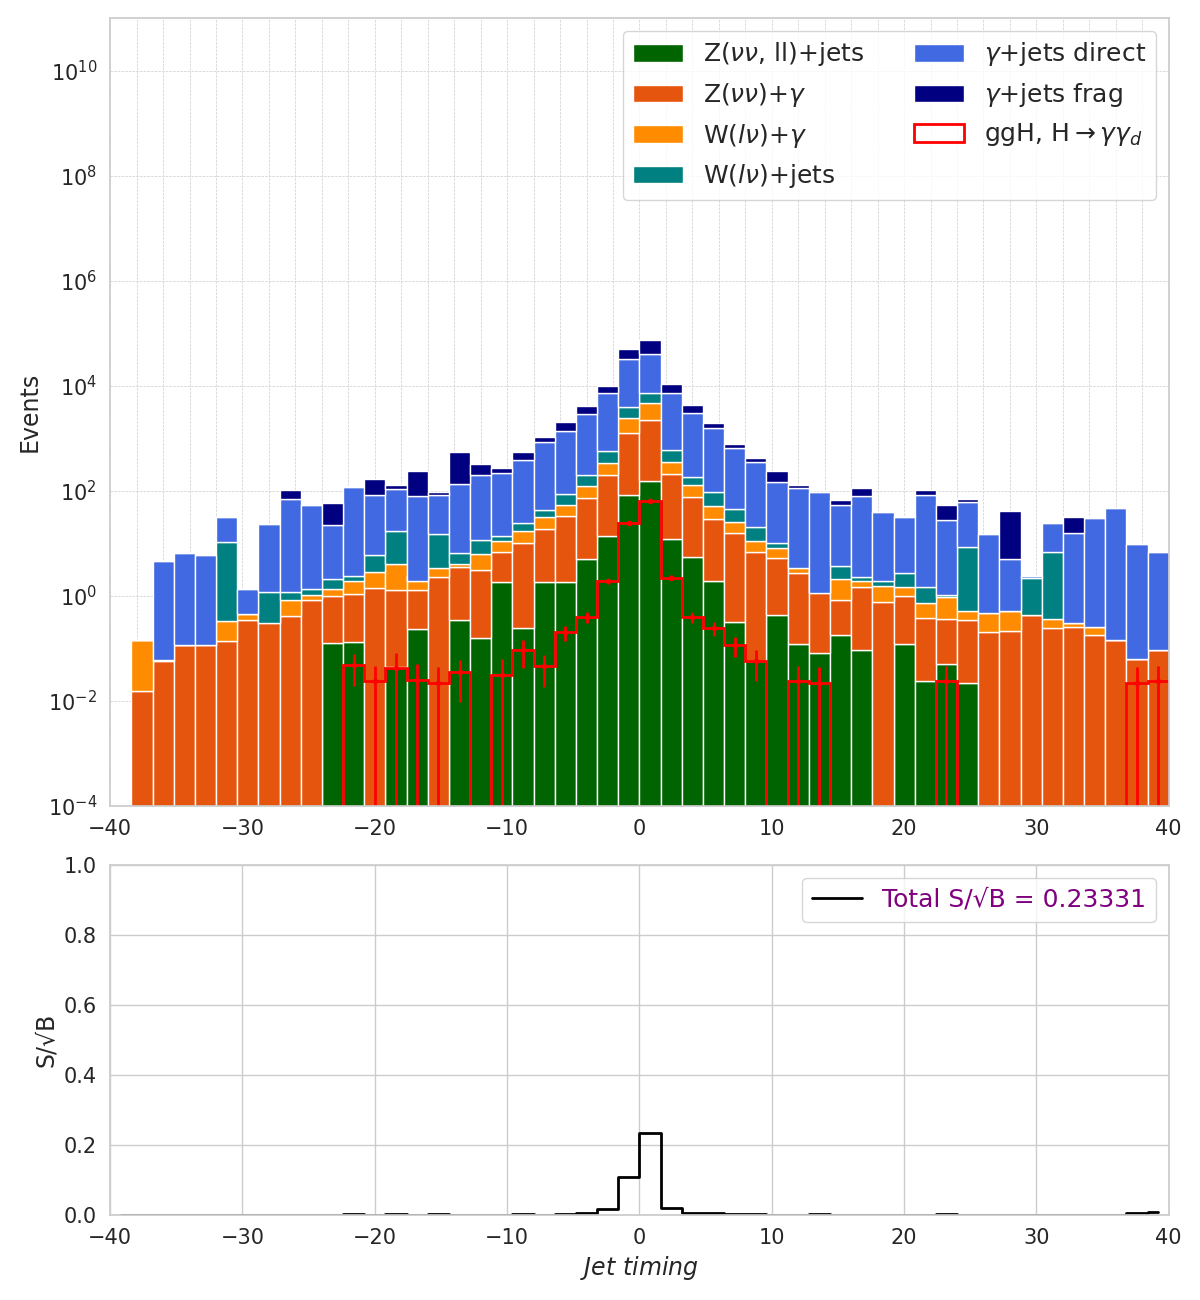 Z(νν, ll)+jets
Z(νν)+γ
W(lν)+γ
W(lν)+jets
γ+jets direct
γ+jets frag
ggH, H→γγ_d
Events
10^10
10^8
10^6
10^4
10^2
10^0
10^−2
10^−4
−40 −30 −20 −10 0 10 20 30 40
Total S/√B = 0.23331
S/√B
1.0
0.8
0.6
0.4
0.2
0.0
−40 −30 −20 −10 0 10 20 30 40
Jet timing